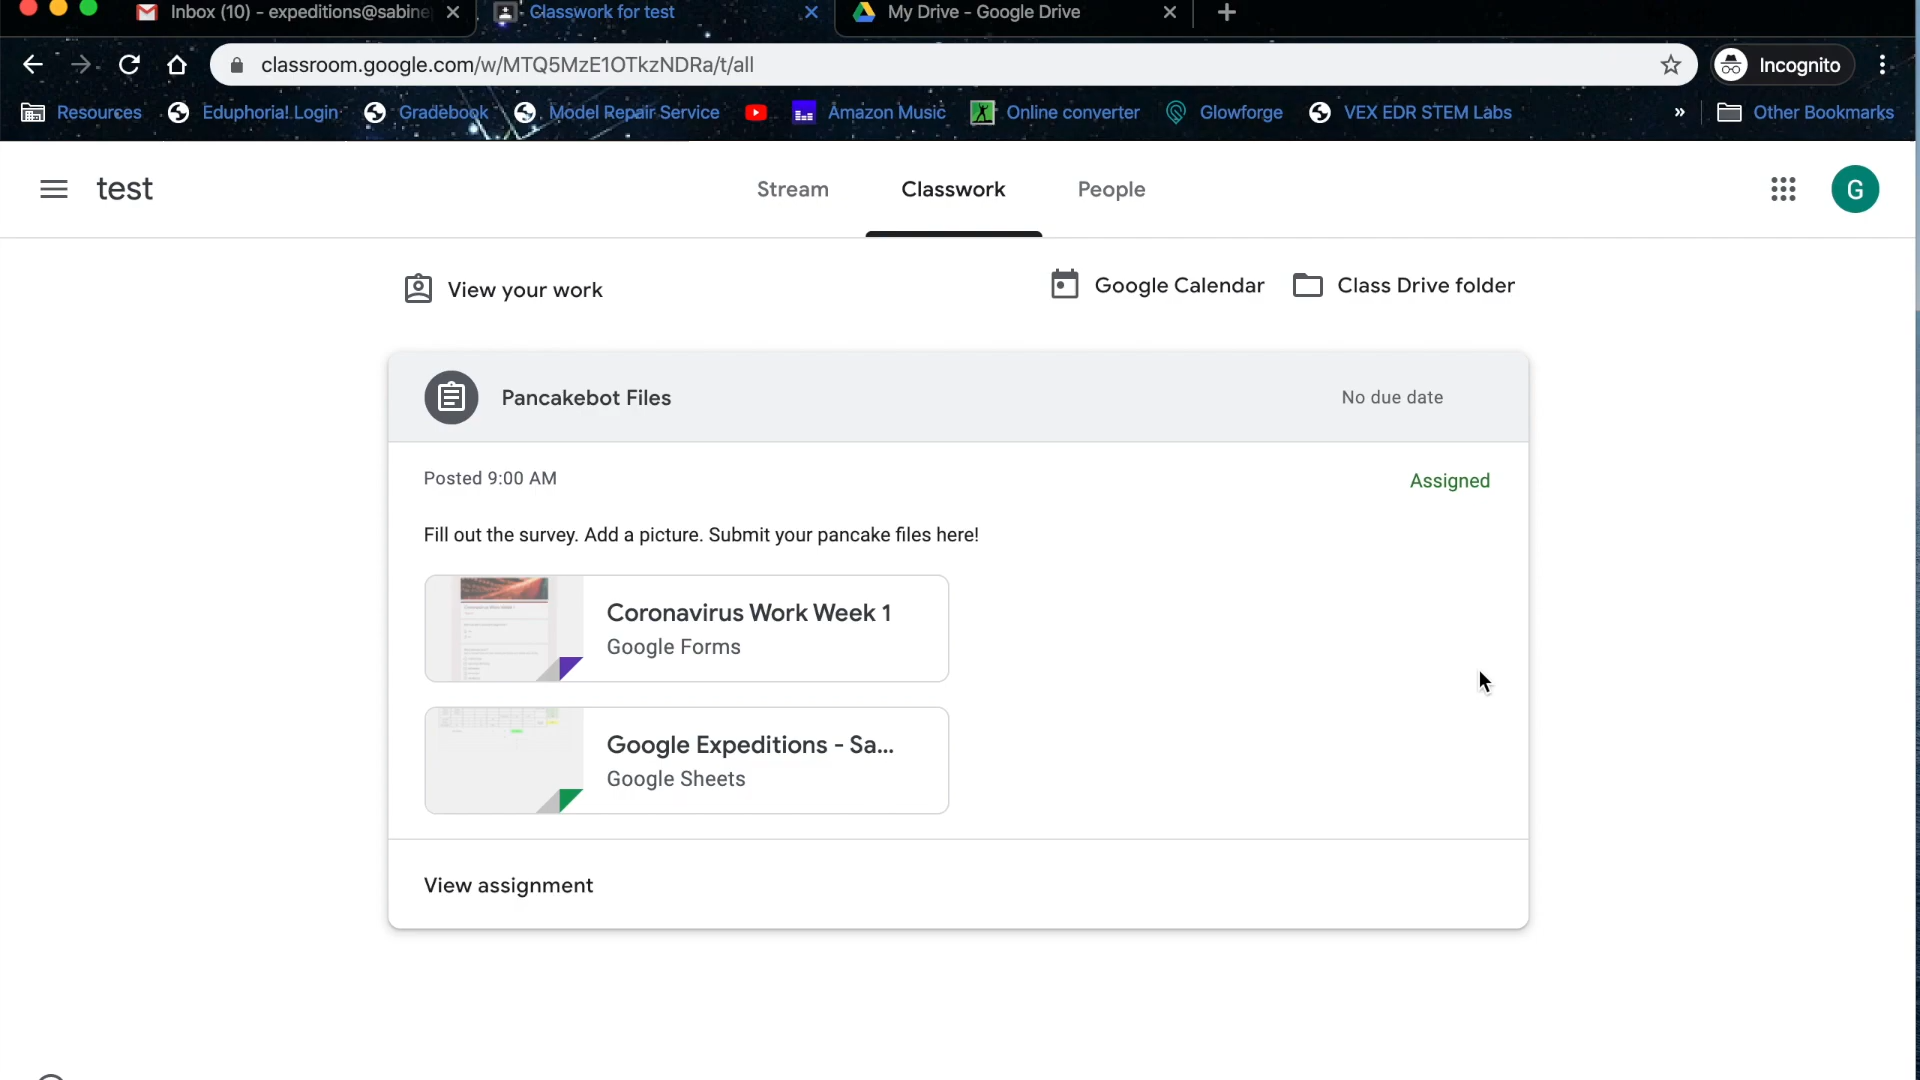 Inbox (10) - expeditions@sabine
Classwork for test
My Drive - Google Drive
classroom.google.com/w/MTQ5MzE1OTkzNDRa/t/all
Incognito
Resources
Eduphoria! Login
Gradebook
Model Repair Service
Amazon Music
Online converter
Glowforge
VEX EDR STEM Labs
»
Other Bookmarks
test
Stream
Classwork
People
G
View your work
Google Calendar
Class Drive folder
Pancakebot Files
No due date
Posted 9:00 AM
Assigned
Fill out the survey. Add a picture. Submit your pancake files here!
Coronavirus Work Week 1
Google Forms
Google Expeditions - Sa...
Google Sheets
View assignment